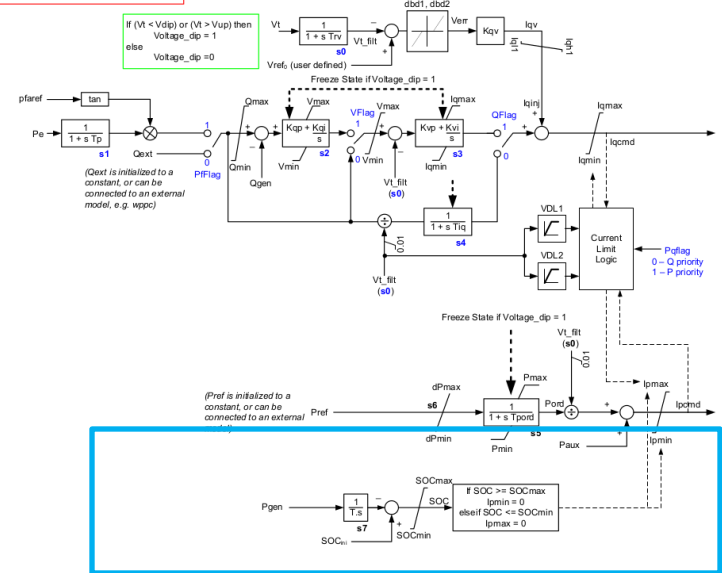 dbd1, dbd2
If (Vt < Vdip) or (Vt > Vup) then
Voltage_dip = 1
else
Voltage_dip =0
Vt
1
1 + s Trv
s0
Vt_filt
−
+
Verr
Kqv
Iqv
Iqh1
Iql1
Vref₀ (user defined)
Freeze State if Voltage_dip = 1
pfaref
tan
Pe
1
1 + s Tp
s1
Qext
1
0
PfFlag
Qmax
Qmin
+
−
Qgen
Vmax
Kqp + Kqi
s
s2
Vmin
VFlag
1
0
Vmax
Vmin
+
−
Vt_filt
(s0)
Iqmax
Kvp + Kvi
s
s3
Iqmin
QFlag
1
0
Iqinj
+
+
Iqmax
Iqmin
Iqcmd
(Qext is initialized to a
constant, or can be
connected to an external
model, e.g. wppc)
÷
0.01
Vt_filt
(s0)
1
1 + s Tiq
s4
VDL1
VDL2
Current
Limit
Logic
Pqflag
0 – Q priority
1 – P priority
Freeze State if Voltage_dip = 1
Vt_filt
(s0)
0.01
(Pref is initialized to a
constant, or can be
connected to an external
Pref
dPmax
s6
dPmin
Pmax
1
1 + s Tpord
s5
Pmin
Pord
÷
+
+
Paux
Ipmax
Ipmin
Ipcmd
Pgen
1
T.s
s7
−
+
SOCini
SOCmax
SOC
SOCmin
If SOC >= SOCmax
Ipmin = 0
elseif SOC <= SOCmin
Ipmax = 0